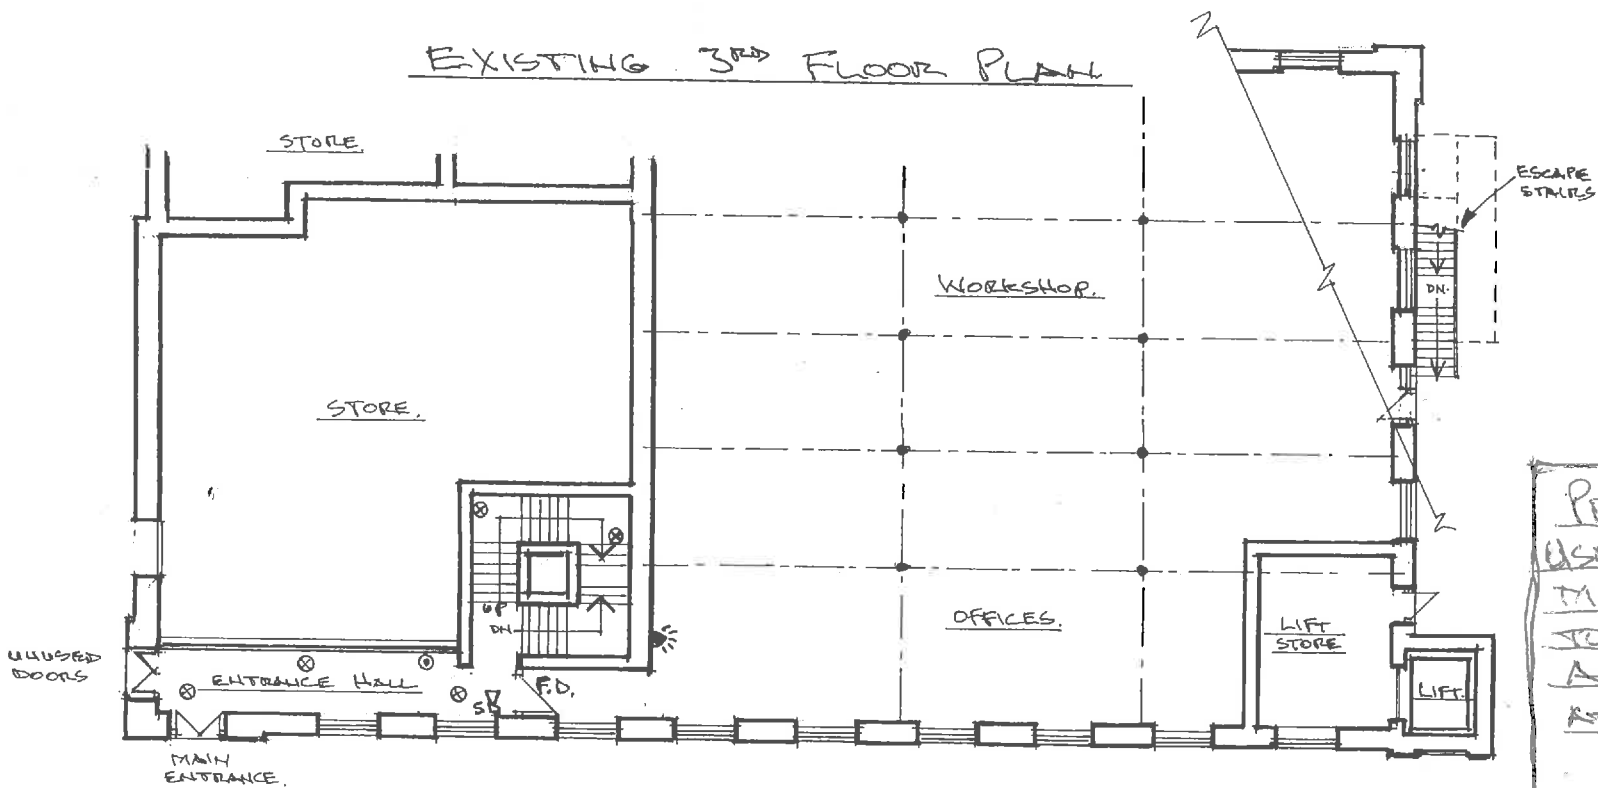 EXISTING 3RD FLOOR PLAN
STORE
ESCAPE
STAIRS
WORKSHOP.
DN.
STORE.
UP
DN
OFFICES.
LIFT
STORE
UNUSED
DOORS
ENTRANCE HALL
F.D.
S
LIFT.
MAIN
ENTRANCE.